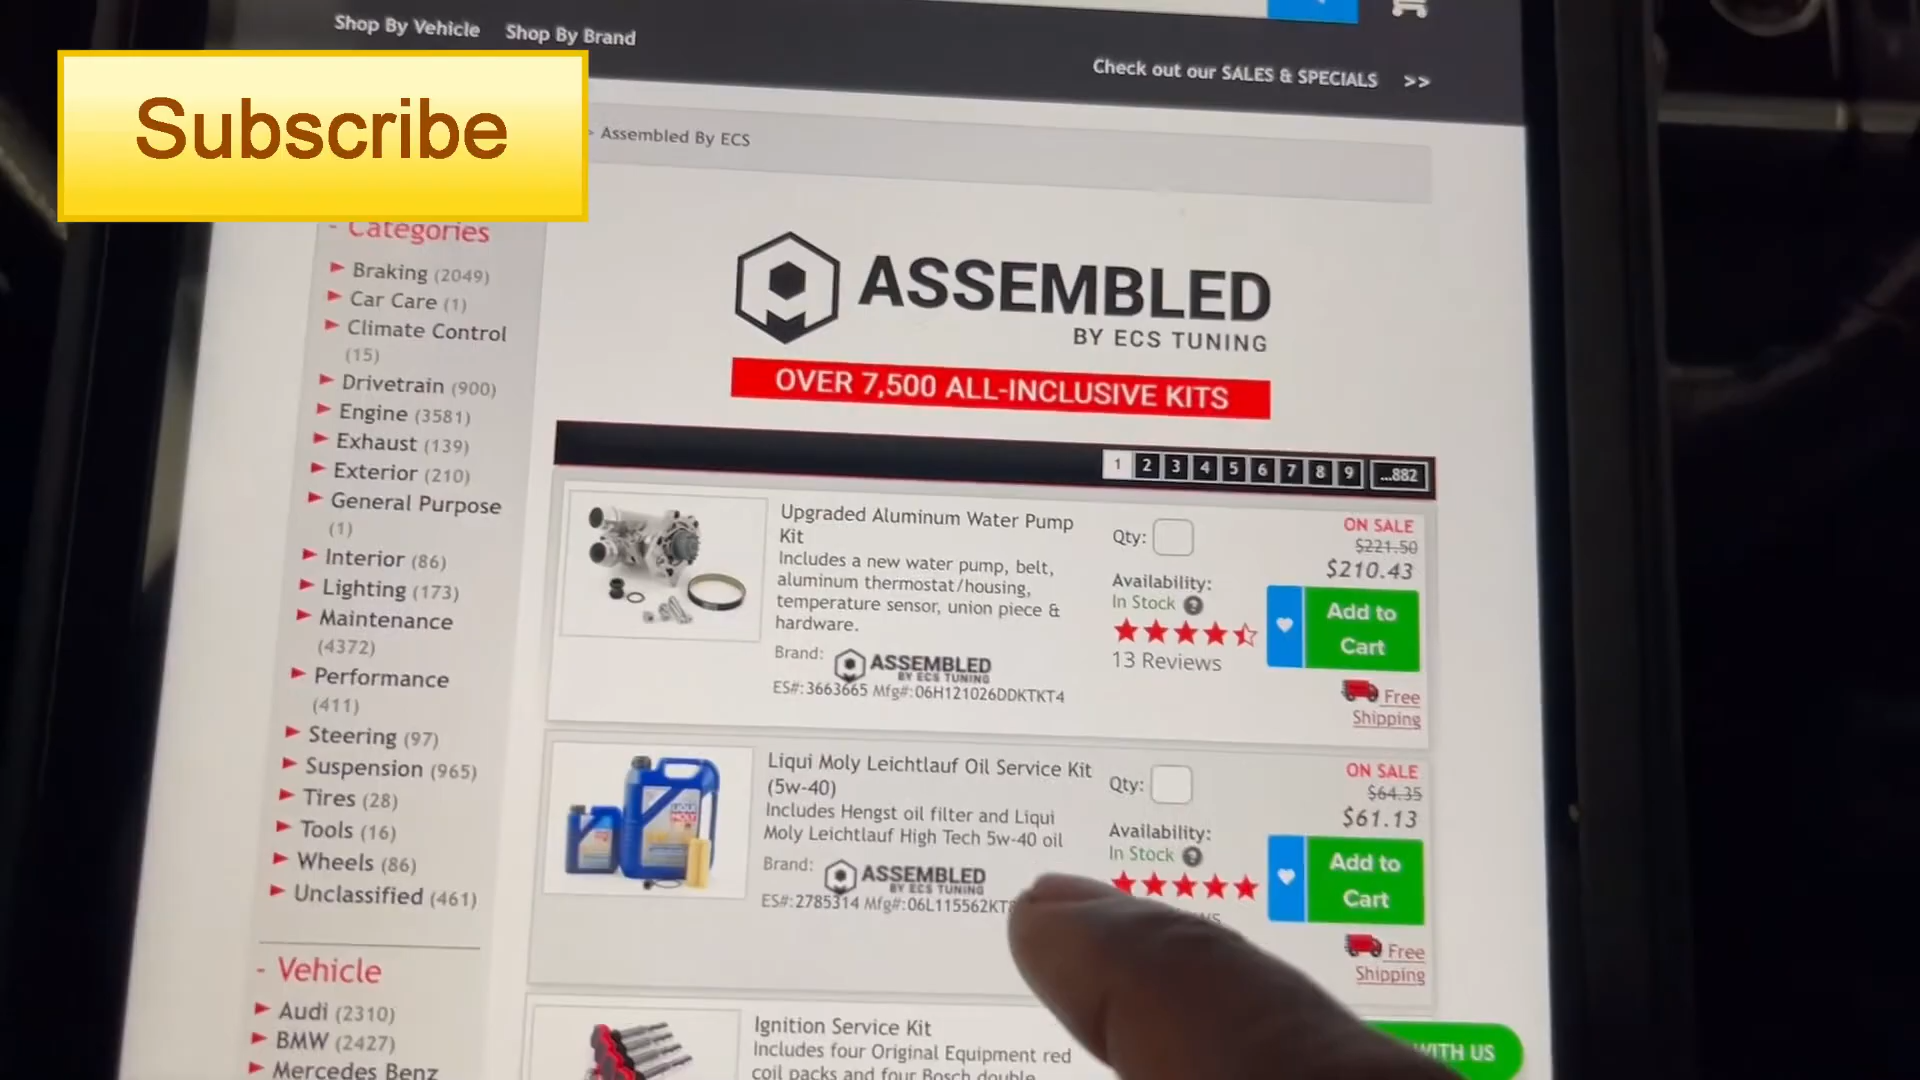 Shop By Vehicle Shop By Brand
Check out our SALES & SPECIALS >>
Subscribe
> Assembled By ECS
- Categories
Braking (2049)
Car Care (1)
Climate Control
(15)
Drivetrain (900)
Engine (3581)
Exhaust (139)
Exterior (210)
General Purpose
(1)
Interior (86)
Lighting (173)
Maintenance
(4372)
Performance
(411)
Steering (97)
Suspension (965)
Tires (28)
Tools (16)
Wheels (86)
Unclassified (461)
- Vehicle
Audi (2310)
BMW (2427)
Mercedes Benz
ASSEMBLED
BY ECS TUNING
OVER 7,500 ALL-INCLUSIVE KITS
1 2 3 4 5 6 7 8 9 ...882
Upgraded Aluminum Water Pump
Kit
Includes a new water pump, belt,
aluminum thermostat/housing,
temperature sensor, union piece &
hardware.
Brand: ASSEMBLED
BY ECS TUNING
ES#:3663665 Mfg#:06H121026DDKTKT4
Qty:
Availability:
In Stock ?
13 Reviews
ON SALE
$221.50
$210.43
Add to
Cart
Free
Shipping
Liqui Moly Leichtlauf Oil Service Kit
(5w-40)
Includes Hengst oil filter and Liqui
Moly Leichtlauf High Tech 5w-40 oil
Brand: ASSEMBLED
BY ECS TUNING
ES#:2785314 Mfg#:06L115562KT
Qty:
Availability:
In Stock ?
ON SALE
$64.35
$61.13
Add to
Cart
Free
Shipping
Ignition Service Kit
Includes four Original Equipment red
coil packs and four Bosch double
WITH US